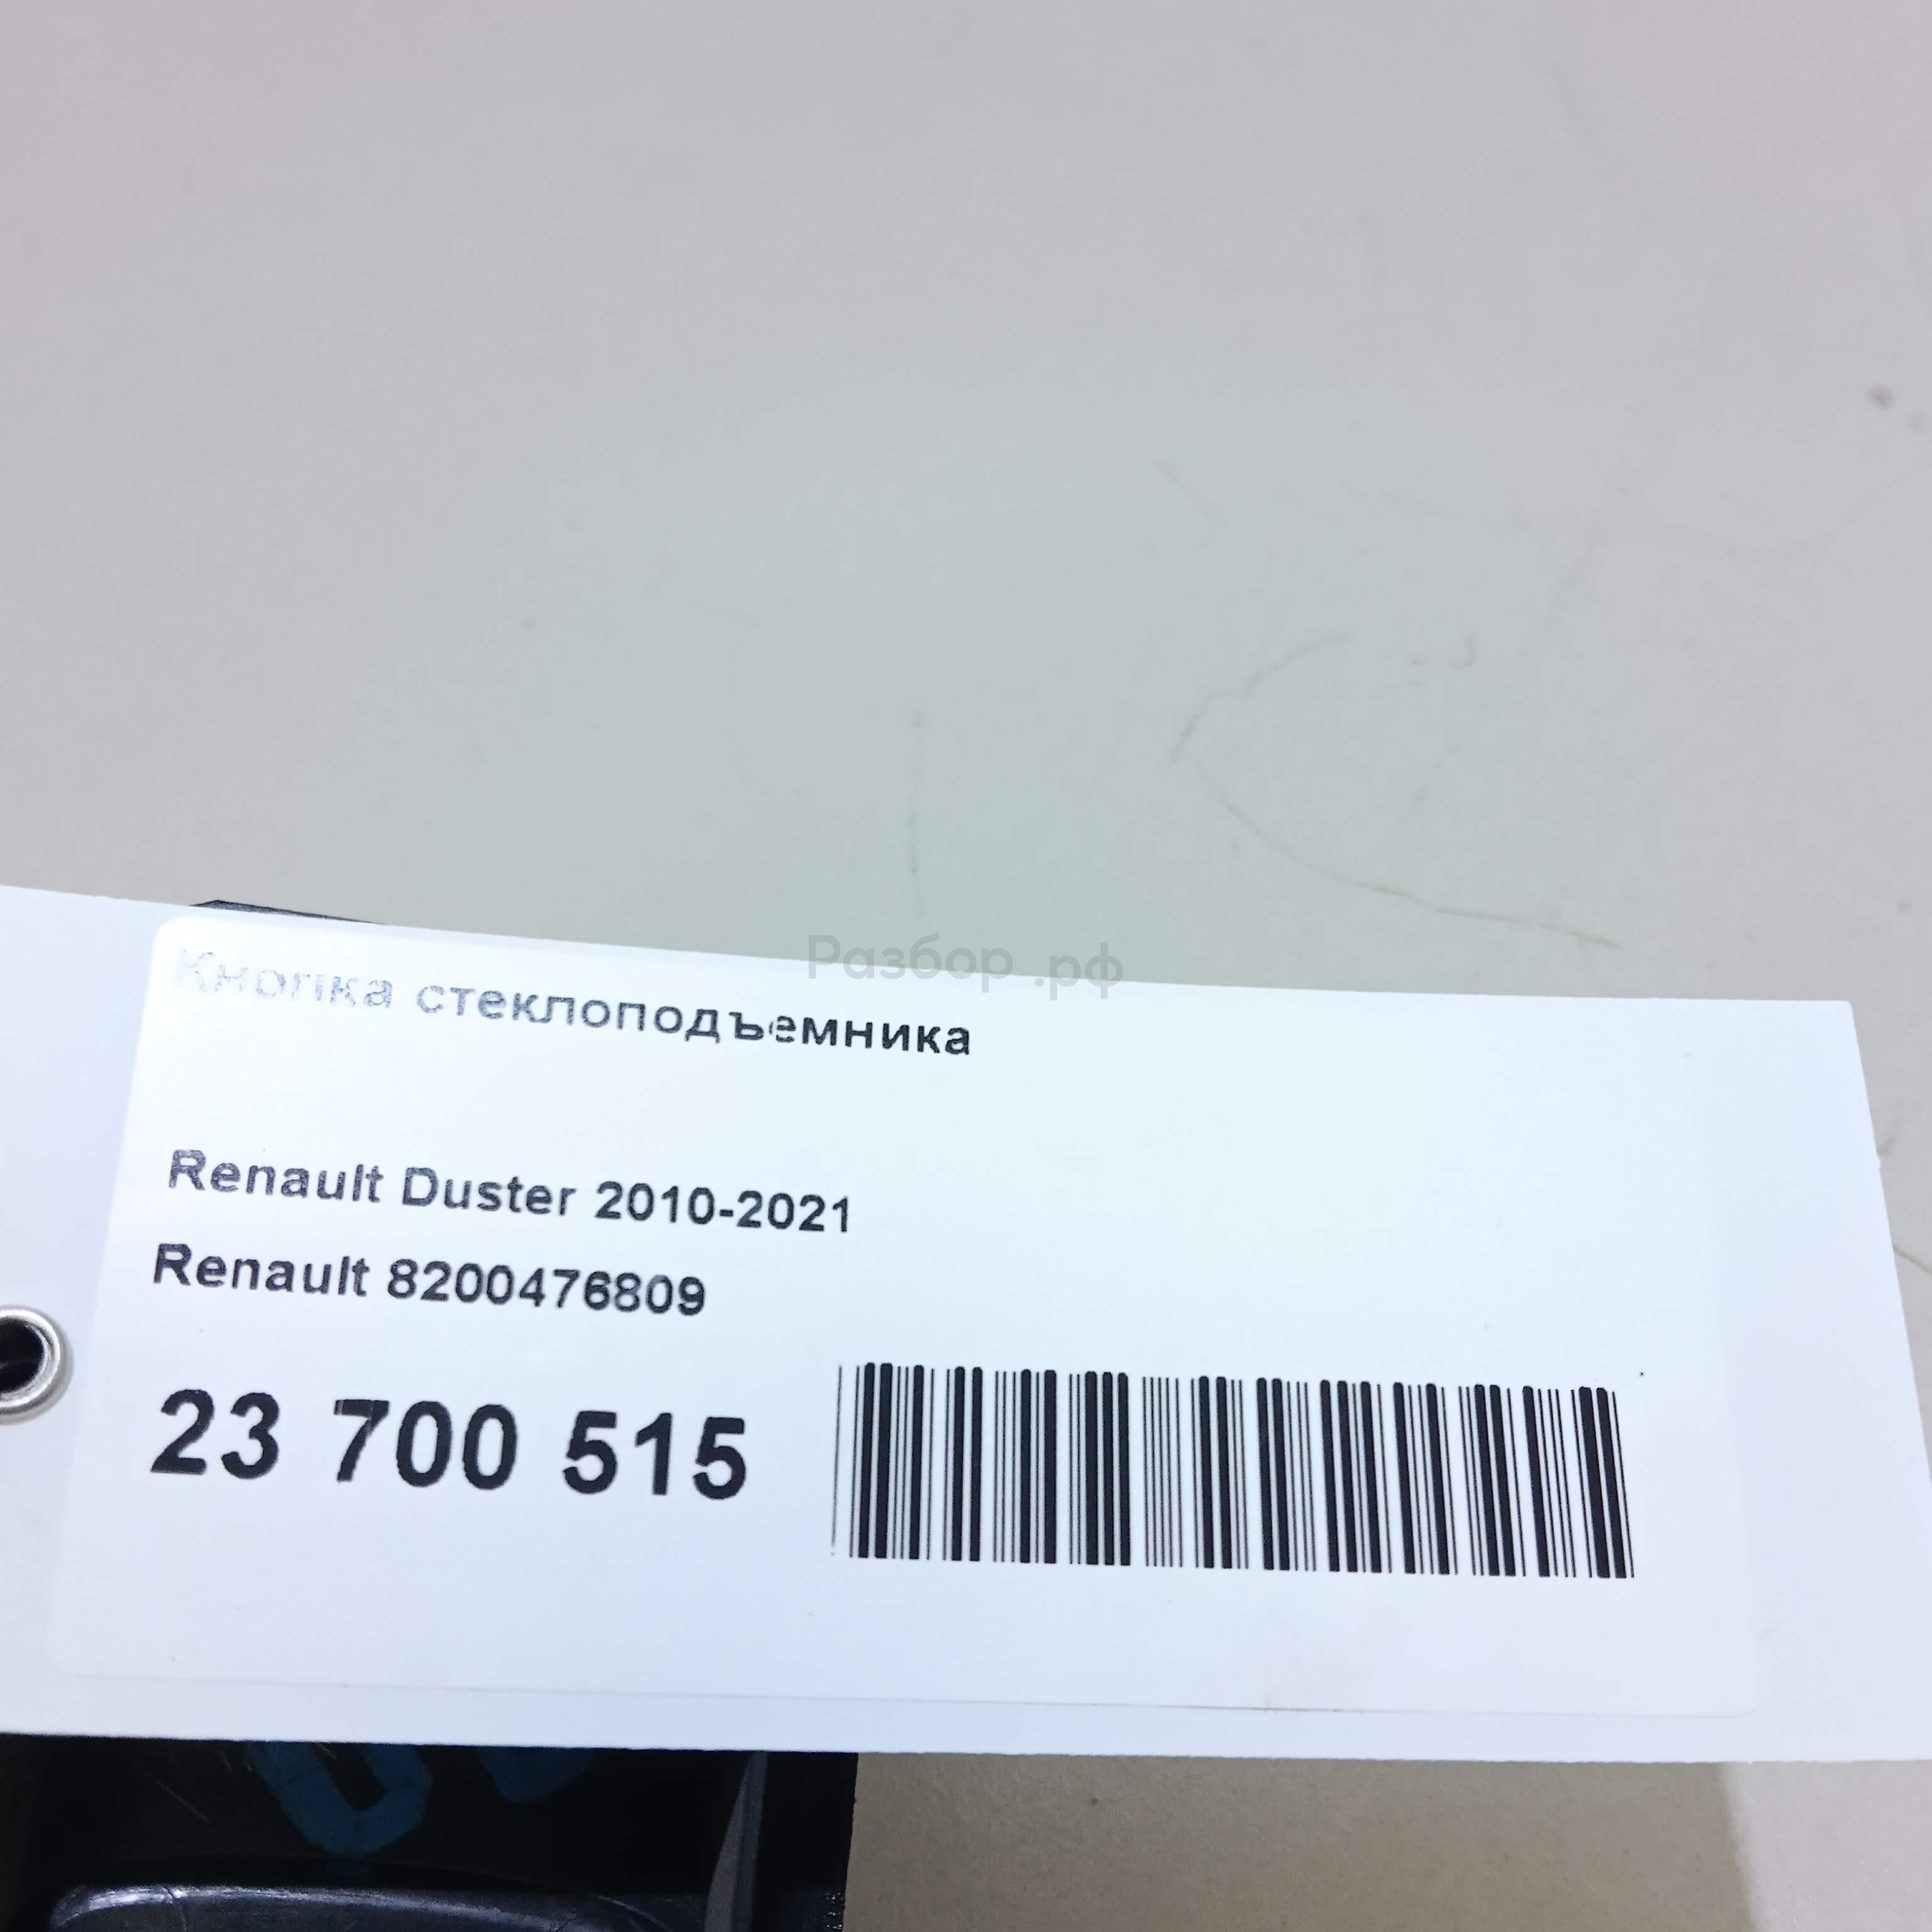 Разбор.рф
Кнопка стеклоподъемника
Renault Duster 2010-2021
Renault 8200476809
23 700 515